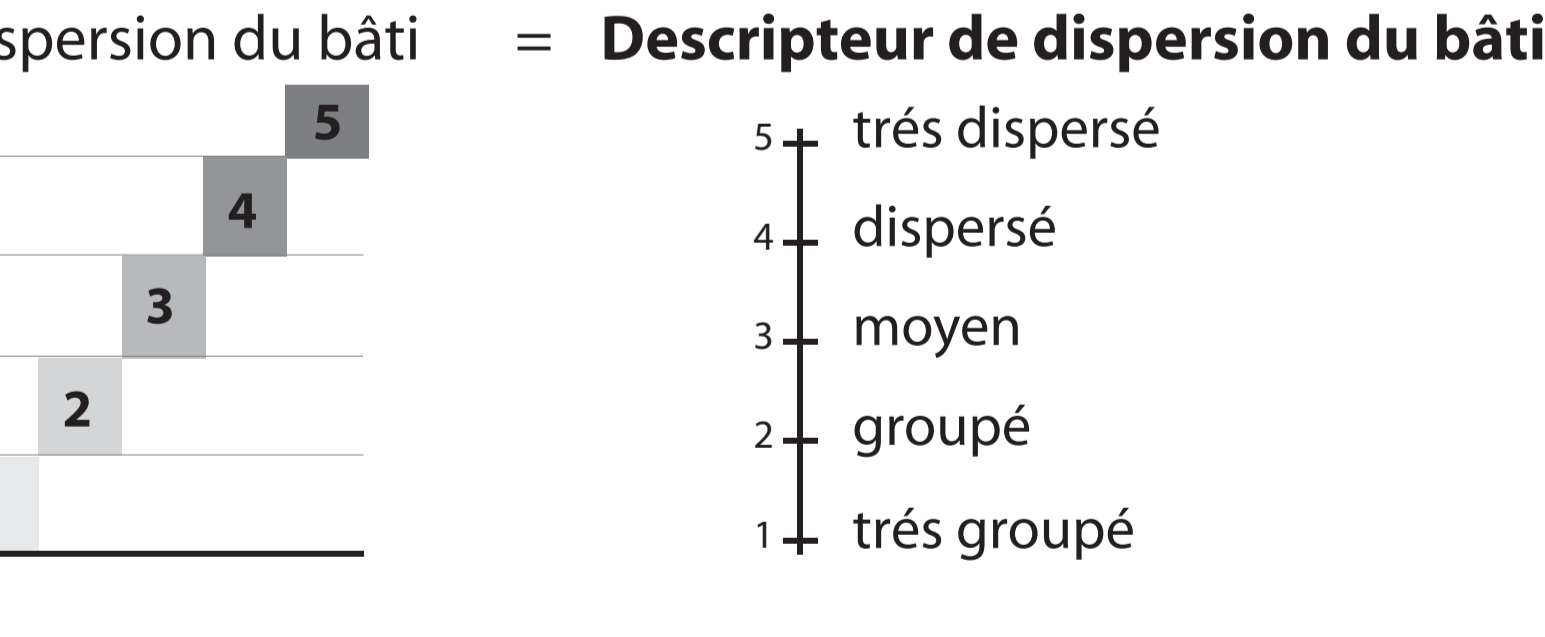 spersion du bâti = Descripteur de dispersion du bâti
5
4
3
2
5 trés dispersé
4 dispersé
3 moyen
2 groupé
1 trés groupé